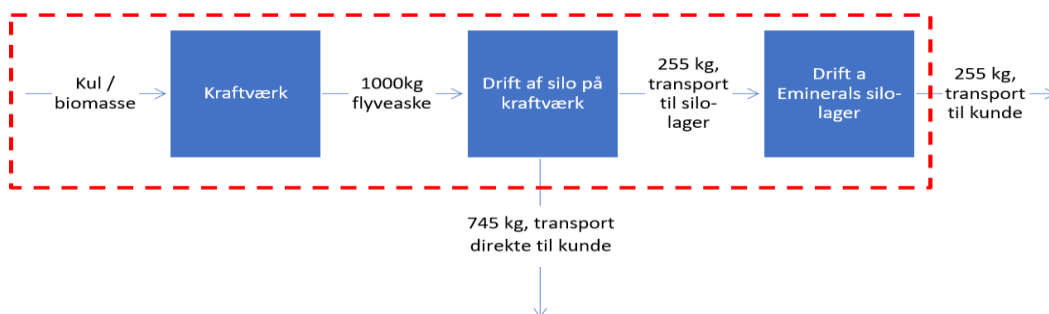 Kul /
biomasse
Kraftværk
1000kg
flyveaske
Drift af silo på
kraftværk
255 kg,
transport
til silo-
lager
Drift a
Eminerals silo-
lager
255 kg,
transport
til kunde
745 kg, transport
direkte til kunde